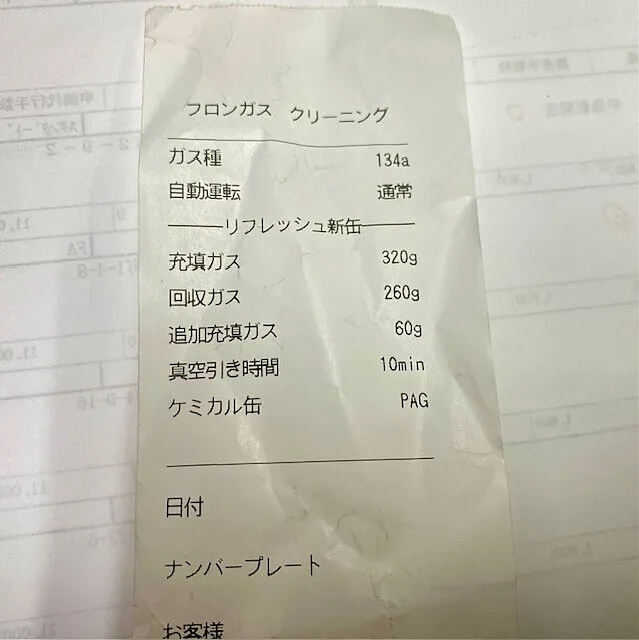 フロンガス クリーニング
ガス種 134a
自動運転 通常
リフレッシュ新缶
充填ガス 320g
回収ガス 260g
追加充填ガス 60g
真空引き時間 10min
ケミカル缶 PAG
日付
ナンバープレート
お客様